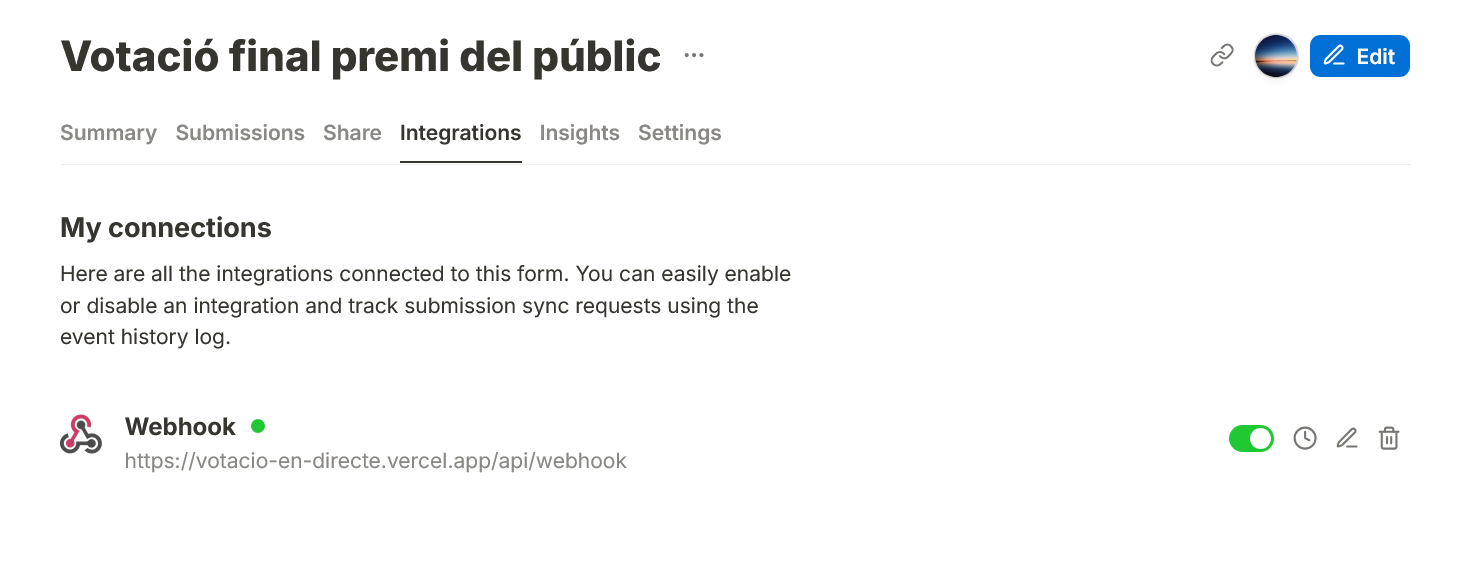 Votació final premi del públic
Edit
Summary
Submissions
Share
Integrations
Insights
Settings
My connections
Here are all the integrations connected to this form. You can easily enable
or disable an integration and track submission sync requests using the
event history log.
Webhook
https://votacio-en-directe.vercel.app/api/webhook